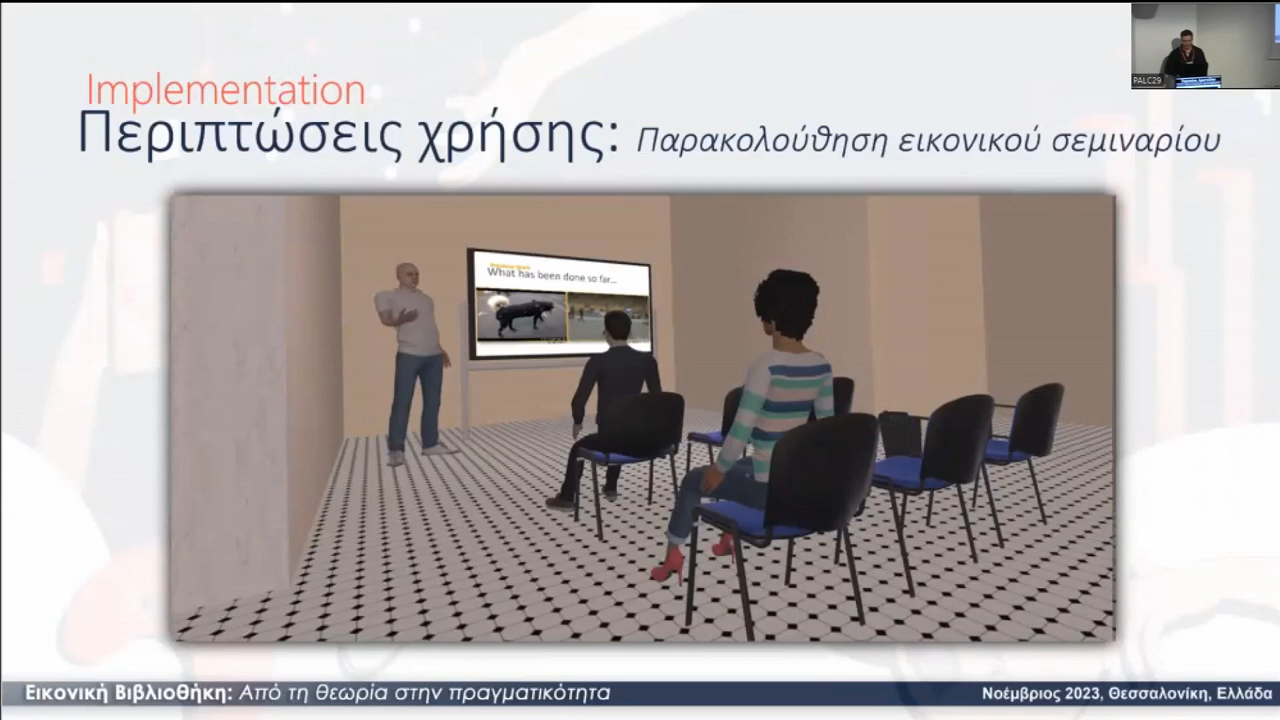 Implementation
Περιπτώσεις χρήσης: Παρακολούθηση εικονικού σεμιναρίου
PALC29
What has been done so far...
Εικονική Βιβλιοθήκη: Από τη θεωρία στην πραγματικότητα
Νοέμβριος 2023, Θεσσαλονίκη, Ελλάδα